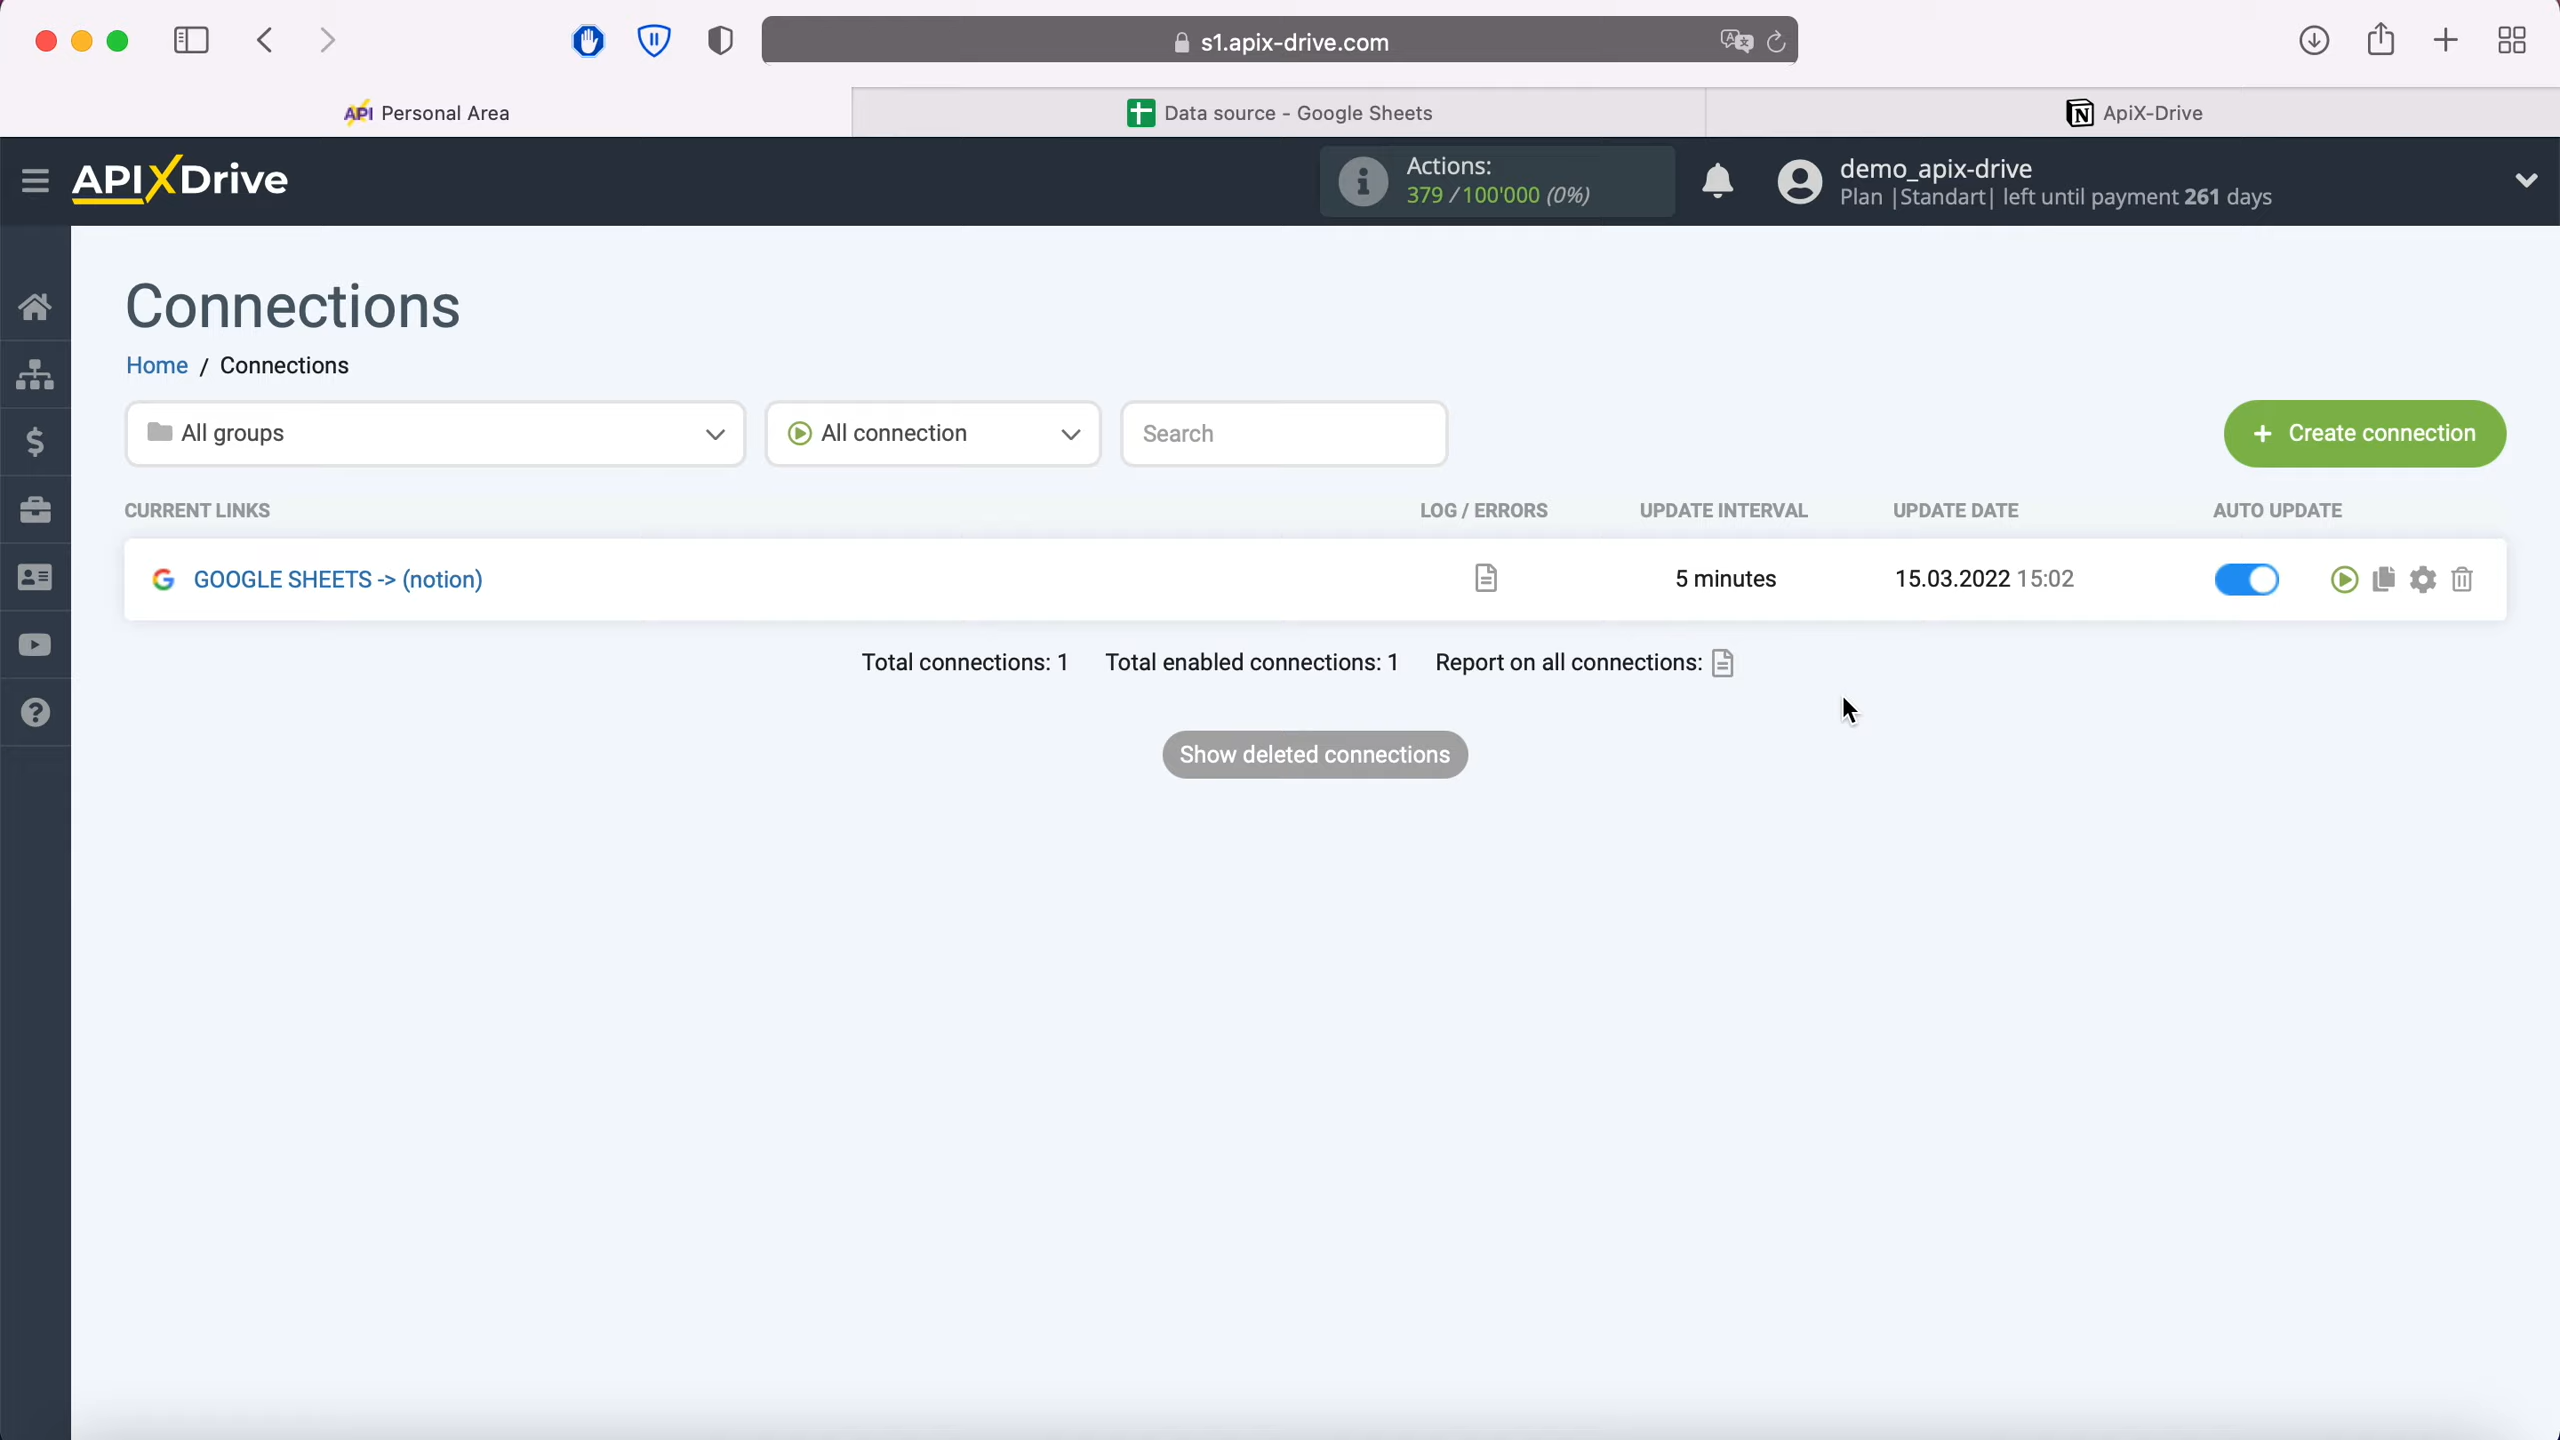 s1.apix-drive.com
API Personal Area
Data source - Google Sheets
ApiX-Drive
APIXDrive
Actions:
379 / 100'000 (0%)
demo_apix-drive
Plan |Standart| left until payment 261 days
Connections
Home / Connections
All groups
All connection
Search
+ Create connection
CURRENT LINKS
LOG / ERRORS
UPDATE INTERVAL
UPDATE DATE
AUTO UPDATE
GOOGLE SHEETS -> (notion)
5 minutes
15.03.2022 15:02
Total connections: 1 Total enabled connections: 1 Report on all connections:
Show deleted connections